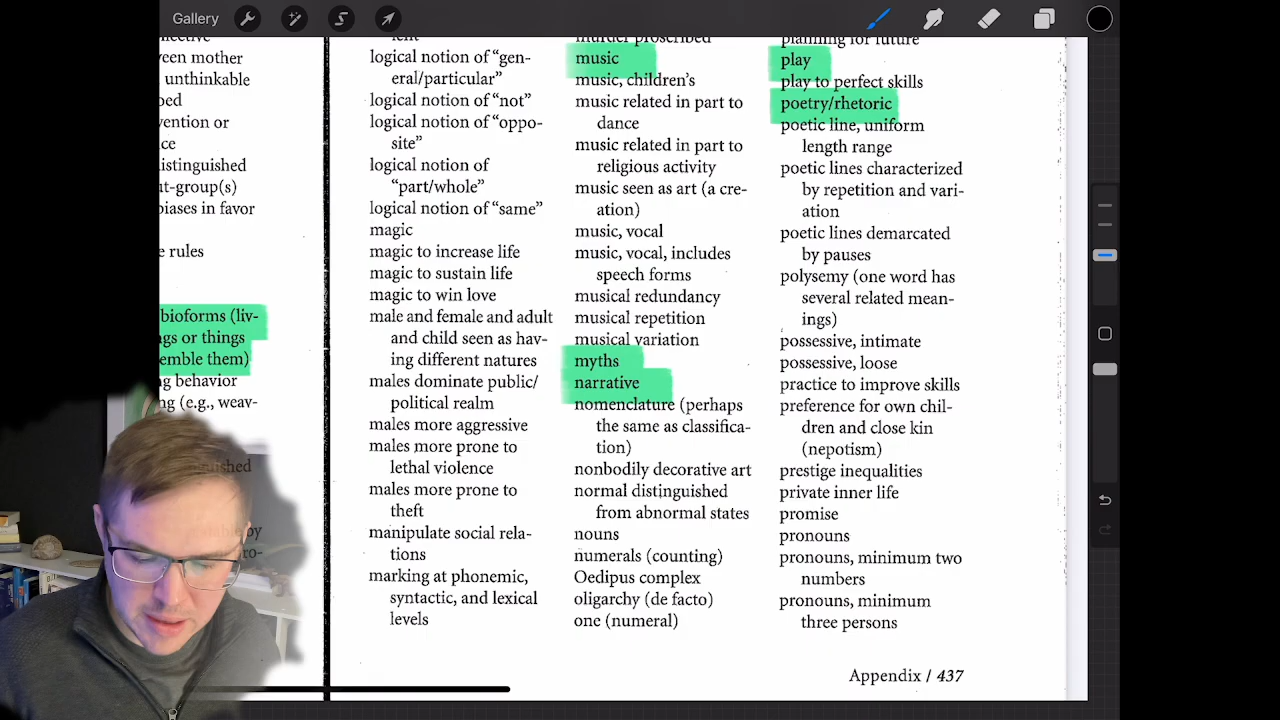 Gallery
ween mother
unthinkable
vention or
distinguished
ut-group(s)
biases in favor
rules
bioforms (liv-
ngs or things
semble them)
ng behavior
ng (e.g., weav-
logical notion of “gen-
eral/particular”
logical notion of “not”
logical notion of “oppo-
site”
logical notion of
“part/whole”
logical notion of “same”
magic
magic to increase life
magic to sustain life
magic to win love
male and female and adult
and child seen as hav-
ing different natures
males dominate public/
political realm
males more aggressive
males more prone to
lethal violence
males more prone to
theft
manipulate social rela-
tions
marking at phonemic,
syntactic, and lexical
levels
murder proscribed
music
music, children’s
music related in part to
dance
music related in part to
religious activity
music seen as art (a cre-
ation)
music, vocal
music, vocal, includes
speech forms
musical redundancy
musical repetition
musical variation
myths
narrative
nomenclature (perhaps
the same as classifica-
tion)
nonbodily decorative art
normal distinguished
from abnormal states
nouns
numerals (counting)
Oedipus complex
oligarchy (de facto)
one (numeral)
planning for future
play
play to perfect skills
poetry/rhetoric
poetic line, uniform
length range
poetic lines characterized
by repetition and vari-
ation
poetic lines demarcated
by pauses
polysemy (one word has
several related mean-
ings)
possessive, intimate
possessive, loose
practice to improve skills
preference for own chil-
dren and close kin
(nepotism)
prestige inequalities
private inner life
promise
pronouns
pronouns, minimum two
numbers
pronouns, minimum
three persons
Appendix / 437